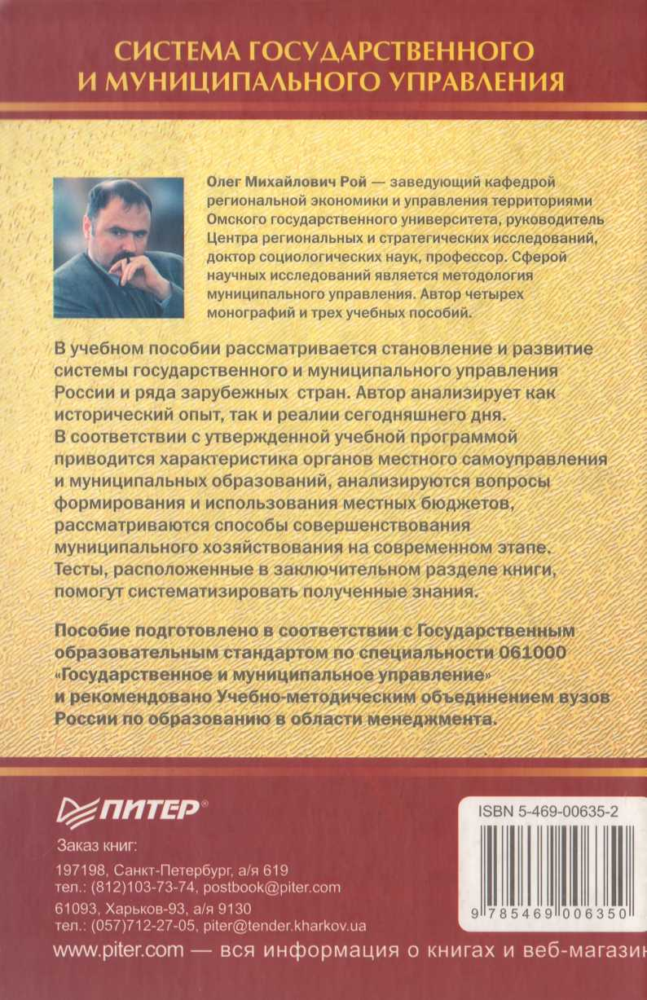 СИСТЕМА ГОСУДАРСТВЕННОГО
И МУНИЦИПАЛЬНОГО УПРАВЛЕНИЯ
Олег Михайлович Рой — заведующий кафедрой
региональной экономики и управления территориями
Омского государственного университета, руководитель
Центра региональных и стратегических исследований,
доктор социологических наук, профессор. Сферой
научных исследований является методология
муниципального управления. Автор четырех
монографий и трех учебных пособий.
В учебном пособии рассматривается становление и развитие
системы государственного и муниципального управления
России и ряда зарубежных стран. Автор анализирует как
исторический опыт, так и реалии сегодняшнего дня.
В соответствии с утвержденной учебной программой
приводится характеристика органов местного самоуправления
и муниципальных образований, анализируются вопросы
формирования и использования местных бюджетов,
рассматриваются способы совершенствования
муниципального хозяйствования на современном этапе.
Тесты, расположенные в заключительном разделе книги,
помогут систематизировать полученные знания.
Пособие подготовлено в соответствии с Государственным
образовательным стандартом по специальности 061000
«Государственное и муниципальное управление»
и рекомендовано Учебно-методическим объединением вузов
России по образованию в области менеджмента.
ПИТЕР®
Заказ книг:
197198, Санкт-Петербург, а/я 619
тел.: (812)103-73-74, postbook@piter.com
61093, Харьков-93, а/я 9130
тел.: (057)712-27-05, piter@tender.kharkov.ua
www.piter.com — вся информация о книгах и веб-магазин
ISBN 5-469-00635-2
9 785469 006350